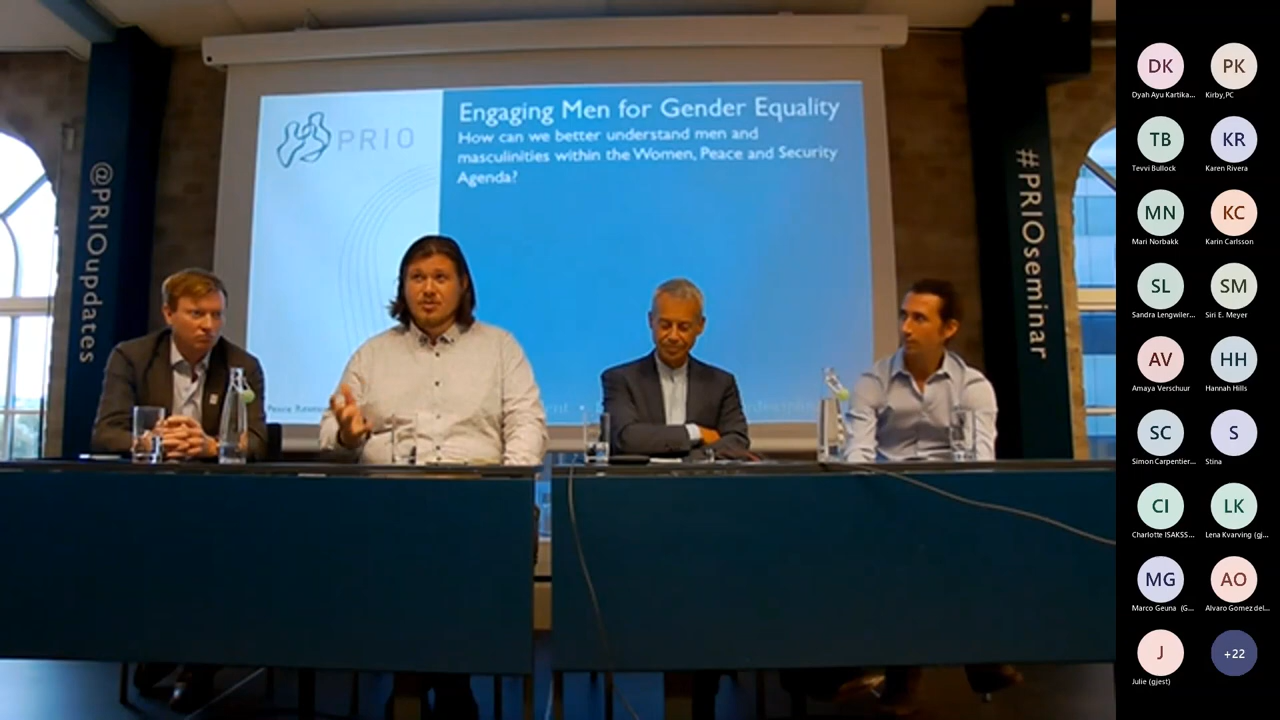 @PRIOupdates
PRIO
Engaging Men for Gender Equality
How can we better understand men and
masculinities within the Women, Peace and Security
Agenda?
#PRIOseminar
DK
PK
Dyah Ayu Kartika...
Kirby,PC
TB
KR
Tevvi Bullock
Karen Rivera
MN
KC
Mari Norbakk
Karin Carlsson
SL
SM
Sandra Lengwiler...
Siri E. Meyer
AV
HH
Amaya Verschuur
Hannah Hills
SC
S
Simon Carpentier...
Stina
CI
LK
Charlotte ISAKSS...
Lena Kvarving (gj...
MG
AO
Marco Geuna (G...
Alvaro Gomez del...
J
+22
Julie (gjest)